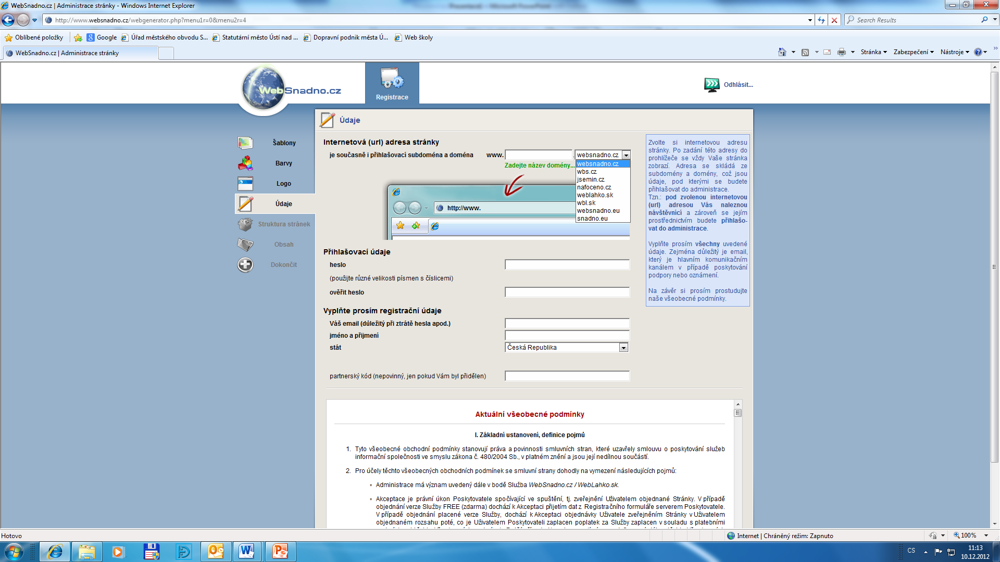 WebSnadno.cz | Administrace stránky - Windows Internet Explorer
http://www.websnadno.cz/webgenerator.php?menu1r=0&menu2r=4
Search Results
Oblíbené položky
Google
Úřad městského obvodu S...
Statutární město Ústí nad ...
Dopravní podnik města Ú...
Web školy
WebSnadno.cz | Administrace stránky
Stránka
Zabezpečení
Nástroje
WebSnadno.cz
Registrace
Odhlásit...
Šablony
Barvy
Logo
Údaje
Struktura stránek
Obsah
Dokončit
Údaje
Internetová (url) adresa stránky
je současně i přihlašovací subdoména a doména
www.
.
websnadno.cz
Zadejte název domény...
websnadno.cz
wbs.cz
jsemin.cz
nafoceno.cz
weblahko.sk
wbl.sk
websnadno.eu
snadno.eu
http://www.
Přihlašovací údaje
heslo
(použijte různé velikosti písmen s číslicemi)
ověřit heslo
Vyplňte prosím registrační údaje
Váš email (důležitý při ztrátě hesla apod.)
jméno a přijmení
stát
Česká Republika
partnerský kód (nepovinný, jen pokud Vám byl přidělen)
Zvolte si internetovou adresu
stránky. Po zadání této adresy do
prohlížeče se vždy Vaše stránka
zobrazí. Adresa se skládá ze
subdomény a domény, což jsou
údaje, pod kterými se budete
přihlašovat do administrace.
Tzn.: pod zvolenou internetovou
(url) adresou Vás naleznou
návštěvníci a zároveň se jejím
prostřednictvím budete přihlašo-
vat do administrace.
Vyplňte prosím všechny uvedené
údaje. Zejména důležitý je email,
který je hlavním komunikačním
kanálem v případě poskytování
podpory nebo oznámení.
Na závěr si prosím prostudujte
naše všeobecné podmínky.
Aktuální všeobecné podmínky
I. Základní ustanovení, definice pojmů
1. Tyto všeobecné obchodní podmínky stanovují práva a povinnosti smluvních stran, které uzavřely smlouvu o poskytování služeb
informační společnosti ve smyslu zákona č. 480/2004 Sb., v platném znění a jsou její nedílnou součástí.
2. Pro účely těchto všeobecných obchodních podmínek se smluvní strany dohodly na vymezení následujících pojmů:
Administrace má význam uvedený dále v bodě Služba WebSnadno.cz / WebLahko.sk.
Akceptace je právní úkon Poskytovatele spočívající ve spuštění, tj. zveřejnění Uživatelem objednané Stránky. V případě
objednání verze Služby FREE (zdarma) dochází k Akceptaci přijetím dat z Registračního formuláře serverem Poskytovatele.
V případě objednání placené verze Služby, dochází k Akceptaci objednávky Uživatele zveřejněním Stránky v Uživatelem
objednaném rozsahu poté, co je Uživatelem Poskytovateli zaplacen poplatek za Služby zaplacen v souladu s platebními
Hotovo
Internet | Chráněný režim: Zapnuto
100%
CS
11:13
10.12.2012